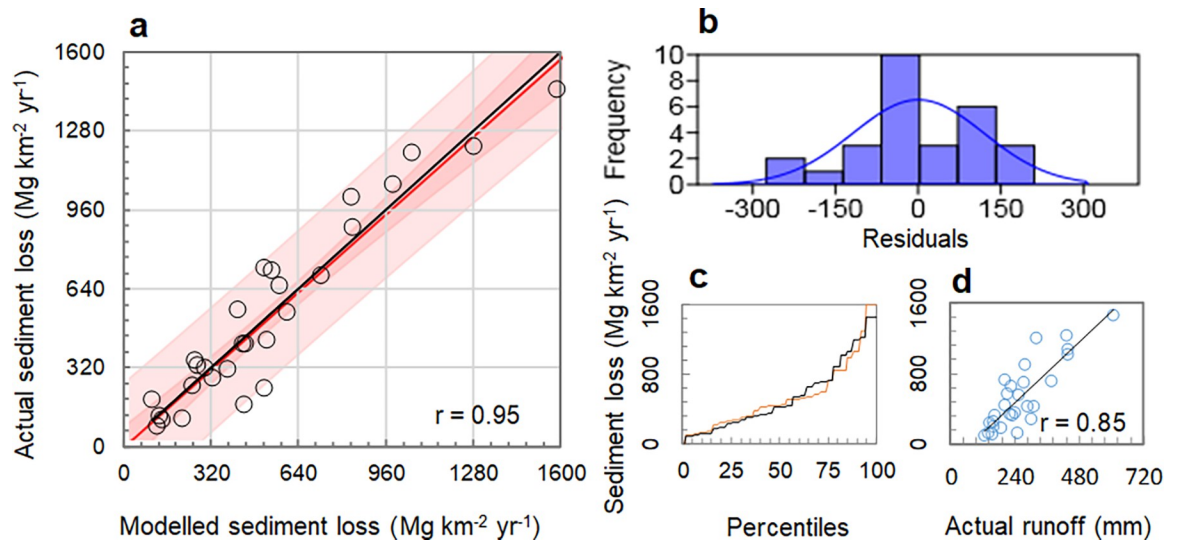 a
1600
1280
960
640
320
0
0 320 640 960 1280 1600
Actual sediment loss (Mg km-2 yr-1)
Modelled sediment loss (Mg km-2 yr-1)
r = 0.95
b
10
8
6
4
2
0
-300 -150 0 150 300
Frequency
Residuals
Sediment loss (Mg km-2 yr-1)
c
1600
800
0
0 25 50 75 100
Percentiles
d
1600
800
0
0 240 480 720
r = 0.85
Actual runoff (mm)